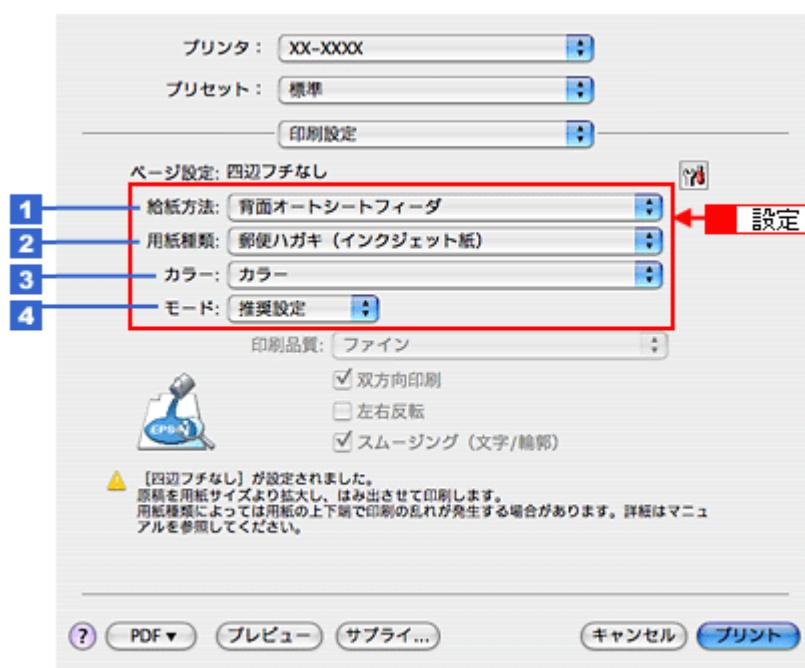 プリンタ： XX-XXXX
プリセット： 標準
印刷設定
ページ設定: 四辺フチなし
1 給紙方法: 背面オートシートフィーダ
設定
2 用紙種類: 郵便ハガキ（インクジェット紙）
3 カラー: カラー
4 モード: 推奨設定
印刷品質: ファイン
双方向印刷
左右反転
スムージング（文字/輪郭）
EPSON
［四辺フチなし］が設定されました。
原稿を用紙サイズより拡大し、はみ出させて印刷します。
用紙種類によっては用紙の上下端で印刷の乱れが発生する場合があります。詳細はマニュ
アルを参照してください。
? PDF▼ プレビュー サプライ... キャンセル プリント